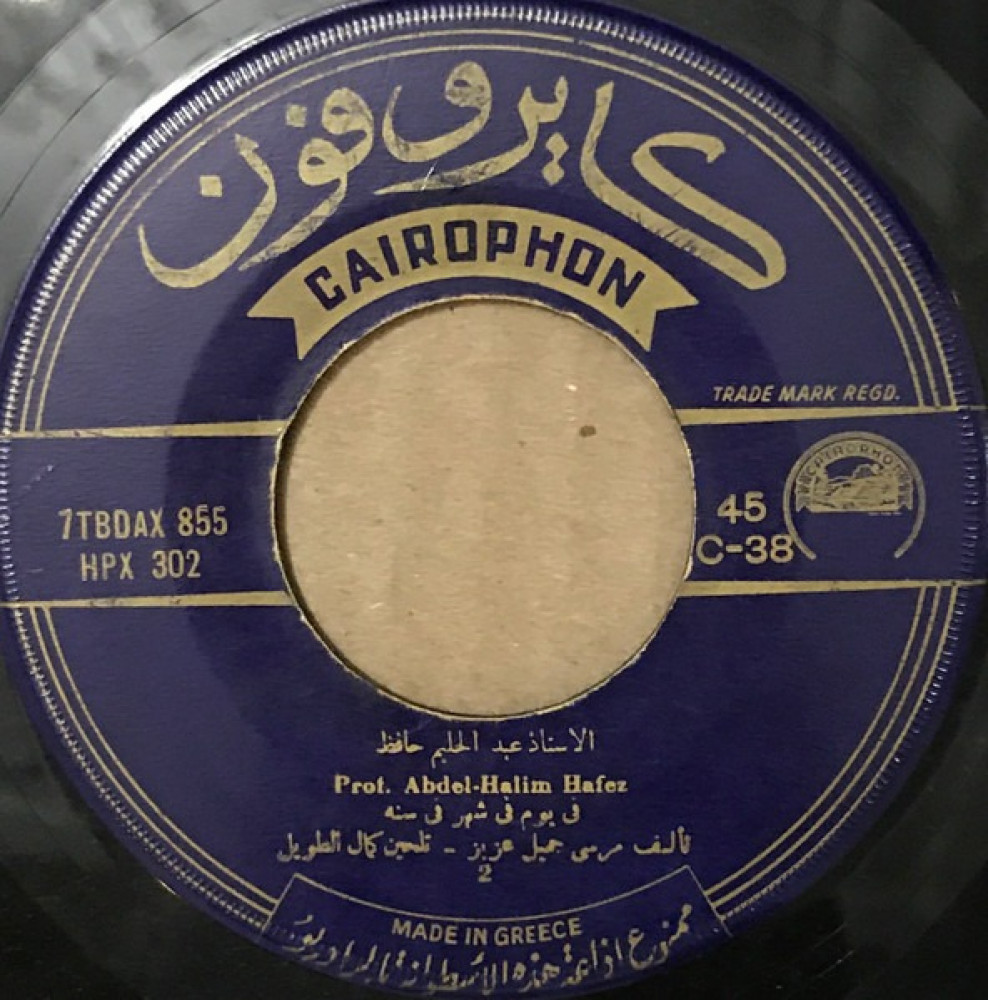 كايروفون
CAIROPHON
TRADE MARK REGD.
7TBDAX 855
HPX 302
45
C-38
CAIROPHON
الاستاذ عبد الحليم حافظ
Prof. Abdel-Halim Hafez
فى يوم فى شهر فى سنه
تأليف مرسى جميل عزيز - تلحين كمال الطويل
2
MADE IN GREECE
ممنوع اذاعة هذه الاسطوانة بالراديو